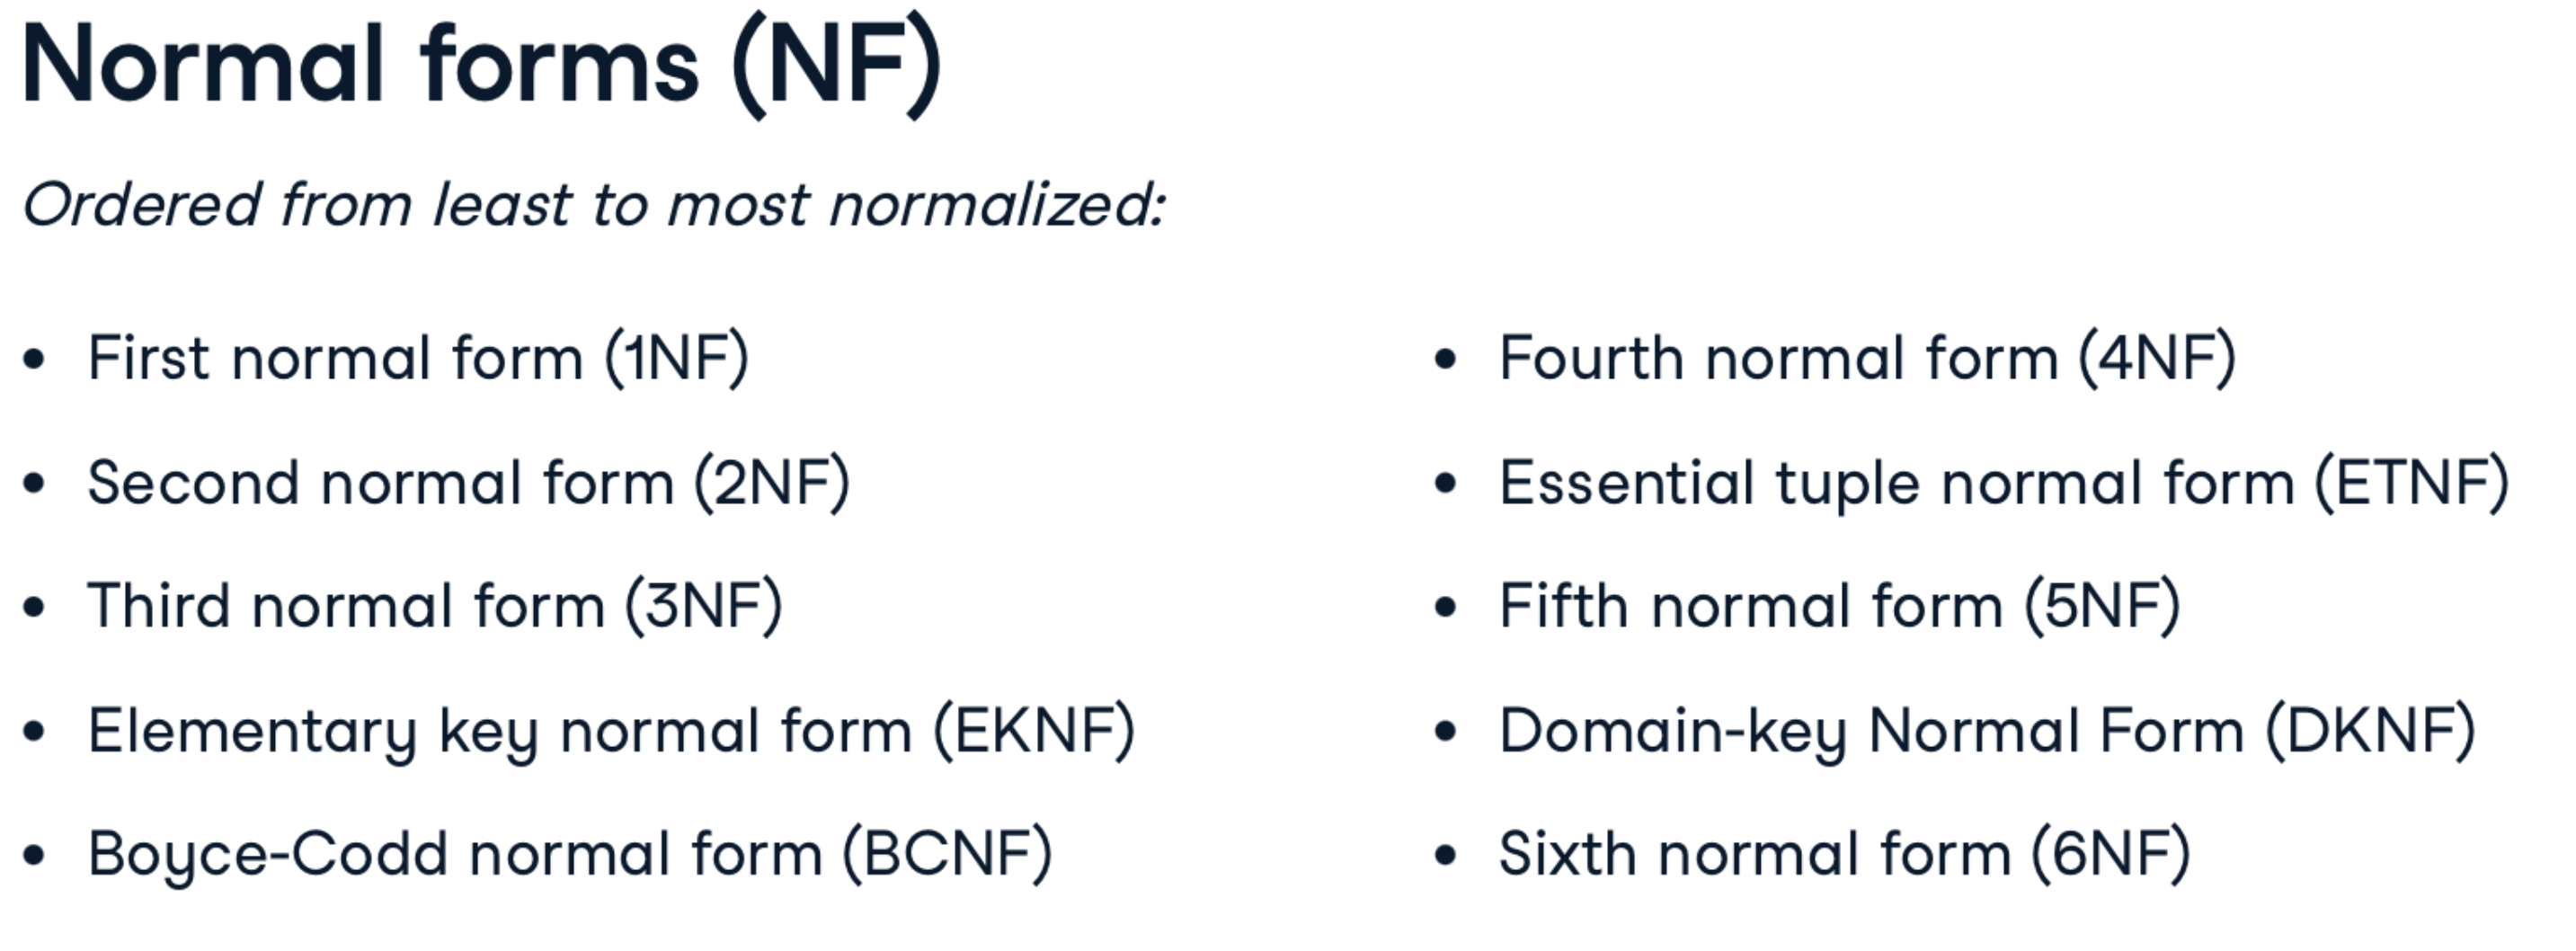 Normal forms (NF)
Ordered from least to most normalized:
• First normal form (1NF)
• Second normal form (2NF)
• Third normal form (3NF)
• Elementary key normal form (EKNF)
• Boyce-Codd normal form (BCNF)
• Fourth normal form (4NF)
• Essential tuple normal form (ETNF)
• Fifth normal form (5NF)
• Domain-key Normal Form (DKNF)
• Sixth normal form (6NF)